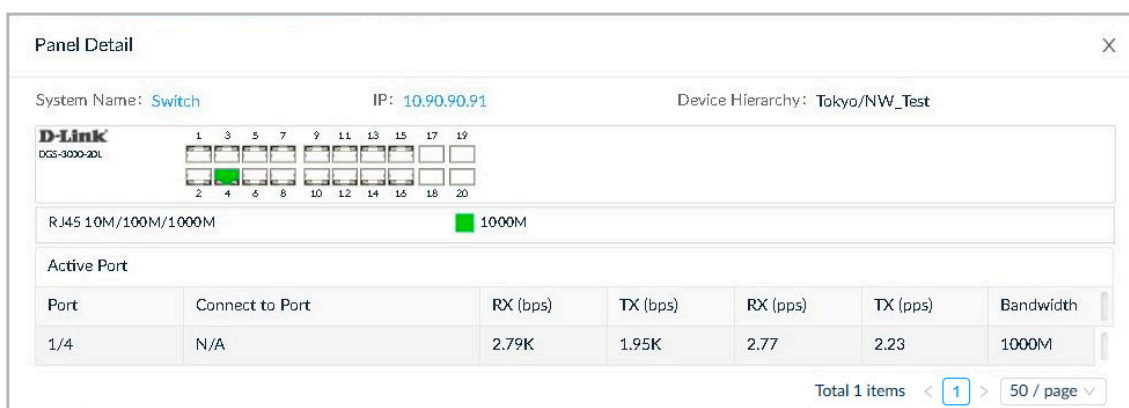 Panel Detail
System Name: Switch IP: 10.90.90.91 Device Hierarchy: Tokyo/NW_Test
D-Link
DGS-3000-20L
1 3 5 7 9 11 13 15 17 19
2 4 6 8 10 12 14 16 18 20
RJ45 10M/100M/1000M 1000M
Active Port
Port Connect to Port RX (bps) TX (bps) RX (pps) TX (pps) Bandwidth
1/4 N/A 2.79K 1.95K 2.77 2.23 1000M
Total 1 items < 1 > 50 / page